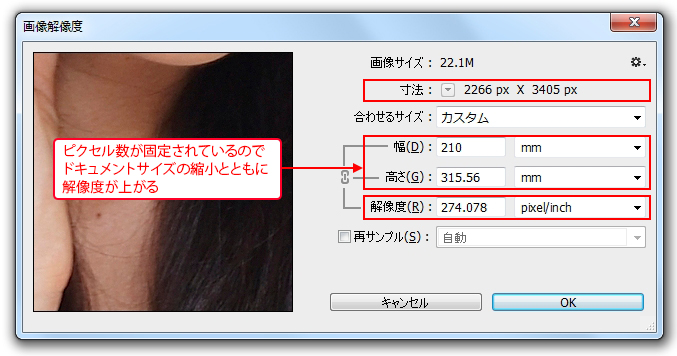 画像解像度
画像サイズ： 22.1M
寸法： 2266 px X 3405 px
合わせるサイズ： カスタム
ピクセル数が固定されているので
ドキュメントサイズの縮小とともに
解像度が上がる
幅(D)： 210 mm
高さ(G)： 315.56 mm
解像度(R)： 274.078 pixel/inch
再サンプル(S)： 自動
キャンセル OK